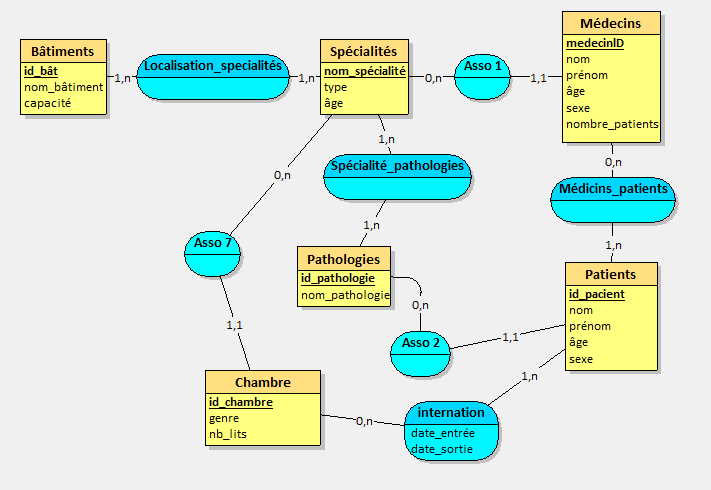 Bâtiments
id_bât
nom_bâtiment
capacité
1,n
Localisation_specialités
1,n
Spécialités
nom_spécialité
type
âge
0,n
Asso 1
1,1
Médecins
medecinID
nom
prénom
âge
sexe
nombre_patients
1,n
Spécialité_pathologies
1,n
0,n
Médicins_patients
1,n
0,n
Asso 7
1,1
Pathologies
id_pathologie
nom_pathologie
0,n
Asso 2
1,1
Patients
id_pacient
nom
prénom
âge
sexe
1,n
Chambre
id_chambre
genre
nb_lits
0,n
internation
date_entrée
date_sortie